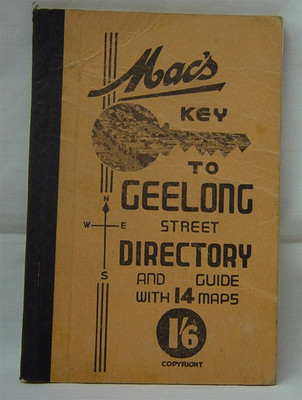 Mac's
KEY
TO
GEELONG
STREET
DIRECTORY
AND GUIDE
WITH 14 MAPS
1/6
COPYRIGHT
N
W E
S